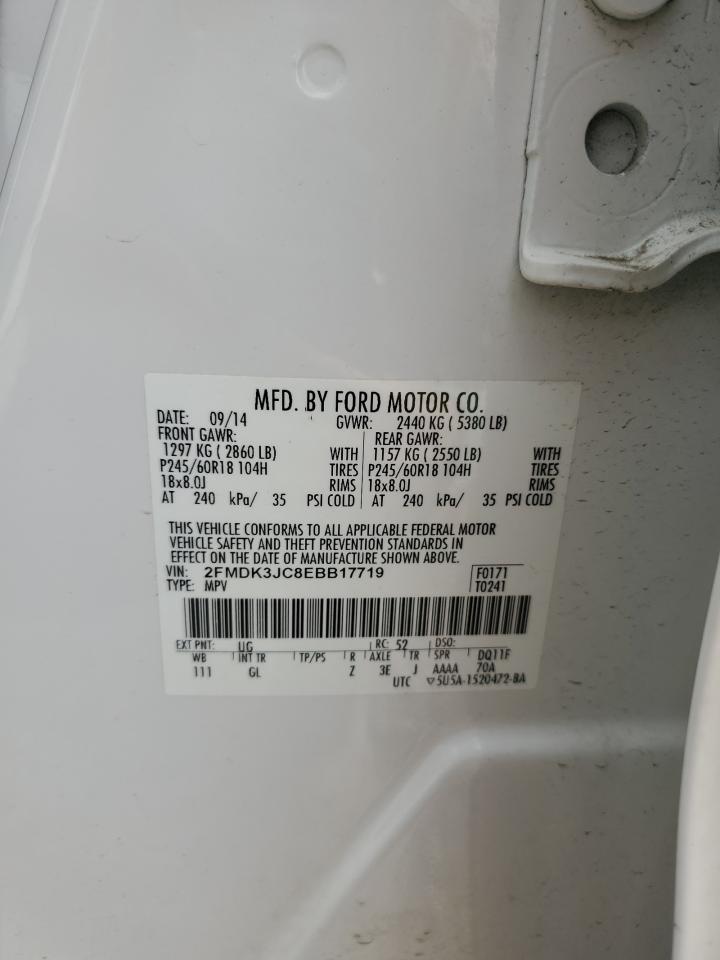 MFD. BY FORD MOTOR CO.
DATE: 09/14 GVWR: 2440 KG ( 5380 LB)
FRONT GAWR: REAR GAWR:
1297 KG ( 2860 LB) WITH 1157 KG ( 2550 LB) WITH
P245/60R18 104H TIRES P245/60R18 104H TIRES
18x8.0J RIMS 18x8.0J RIMS
AT 240 kPa/ 35 PSI COLD AT 240 kPa/ 35 PSI COLD
THIS VEHICLE CONFORMS TO ALL APPLICABLE FEDERAL MOTOR
VEHICLE SAFETY AND THEFT PREVENTION STANDARDS IN
EFFECT ON THE DATE OF MANUFACTURE SHOWN ABOVE.
VIN: 2FMDK3JC8EBB17719 F0171
TYPE: MPV T0241
EXT PNT: UG RC: 52 DSO:
WB INT TR TP/PS R AXLE TR SPR DQ11F
111 GL Z 3E J AAAA 70A
UTC ▽5U5A-1520472-BA